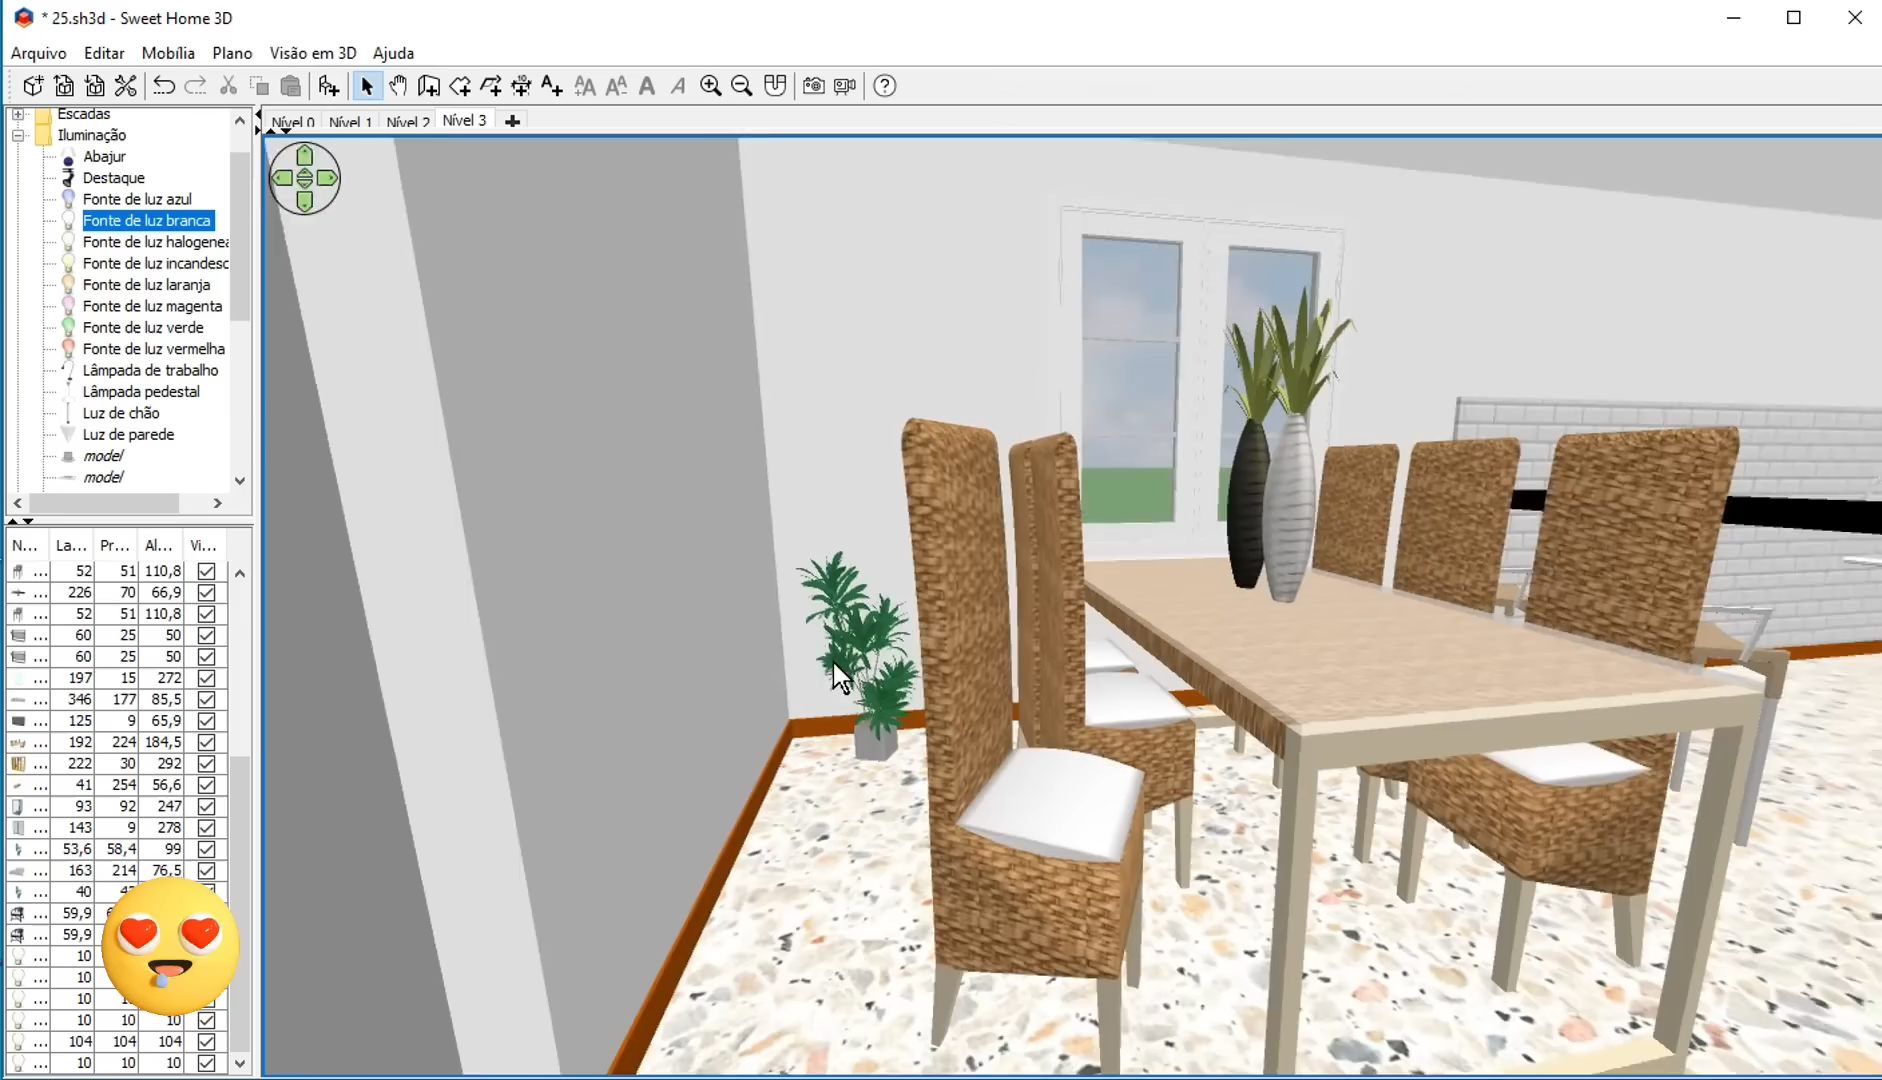 * 25.sh3d - Sweet Home 3D
Arquivo Editar Mobília Plano Visão em 3D Ajuda
Nível 0 Nível 1 Nível 2 Nível 3
Escadas
Iluminação
Abajur
Destaque
Fonte de luz azul
Fonte de luz branca
Fonte de luz halogenea
Fonte de luz incandesc
Fonte de luz laranja
Fonte de luz magenta
Fonte de luz verde
Fonte de luz vermelha
Lâmpada de trabalho
Lâmpada pedestal
Luz de chão
Luz de parede
model
model
N... La... Pr... Al... Vi...
... 52 51 110,8
... 226 70 66,9
... 52 51 110,8
... 60 25 50
... 60 25 50
... 197 15 272
... 346 177 85,5
... 125 9 65,9
... 192 224 184,5
... 222 30 292
... 41 254 56,6
... 93 92 247
... 143 9 278
... 53,6 58,4 99
... 163 214 76,5
... 40
... 59,9
... 59,9
... 10
... 10
... 10
... 10 10 10
... 104 104 104
... 10 10 10